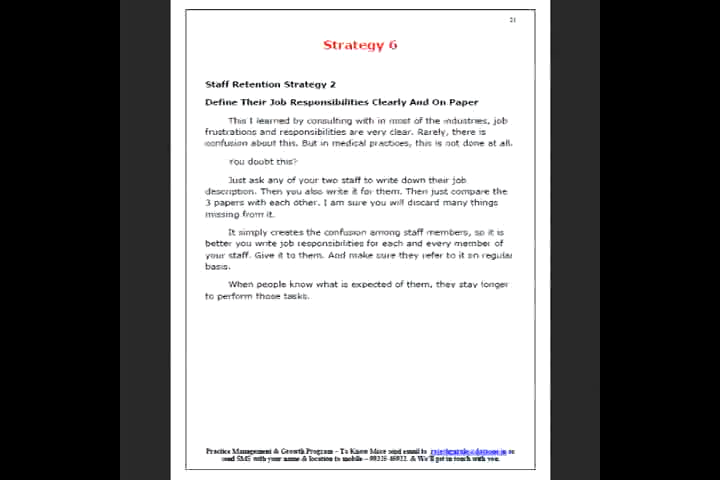 21
Strategy 6
Staff Retention Strategy 2
Define Their Job Responsibilities Clearly And On Paper
This I learned by consulting with in most of the industries, job
frustrations and responsibilities are very clear. Rarely, there is
confusion about this. But in medical practices, this is not done at all.
You doubt this?
Just ask any of your two staff to write down their job
description. Then you also write it for them. Then just compare the
3 papers with each other. I am sure you will discard many things
missing from it.
It simply creates the confusion among staff members, so it is
better you write job responsibilities for each and every member of
your staff. Give it to them. And make sure they refer to it on regular
basis.
When people know what is expected of them, they stay longer
to perform those tasks.
Practice Management & Growth Program – To Know More send email to or
send SMS with your name & location to mobile – & We'll get in touch with you.